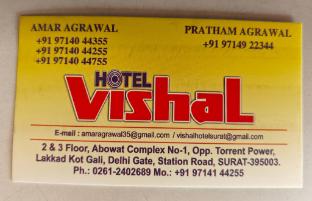 AMAR AGRAWAL
+91 97140 44355
+91 97140 44255
+91 97140 44755
PRATHAM AGRAWAL
+91 97149 22344
HOTEL
VISHAL
E-mail : amaragrawal35@gmail.com / vishalhotelsurat@gmail.com
2 & 3 Floor, Abowat Complex No-1, Opp. Torrent Power,
Lakkad Kot Gali, Delhi Gate, Station Road, SURAT-395003.
Ph.: 0261-2402689 Mo.: +91 97141 44255